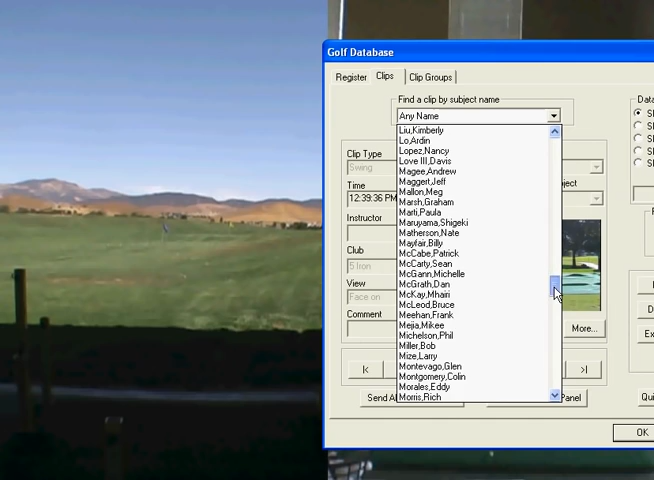 Golf Database
Register
Clips
Clip Groups
Find a clip by subject name
Any Name
Liu,Kimberly
Lo,Ardin
Lopez,Nancy
Love III,Davis
Magee,Andrew
Maggert,Jeff
Mallon,Meg
Marsh,Graham
Marti,Paula
Maruyama,Shigeki
Matherson,Nate
Mayfair,Billy
McCabe,Patrick
McCarty,Sean
McGann,Michelle
McGrath,Dan
McKay,Mhairi
McLeod,Bruce
Meehan,Frank
Mejia,Mikee
Michelson,Phil
Miller,Bob
Mize,Larry
Montevago,Glen
Montgomery,Colin
Morales,Eddy
Morris,Rich
Clip Type
Swing
Time
12:39:36 PM
Instructor
Club
5 Iron
View
Face on
Comment
More...
Send
Panel
OK